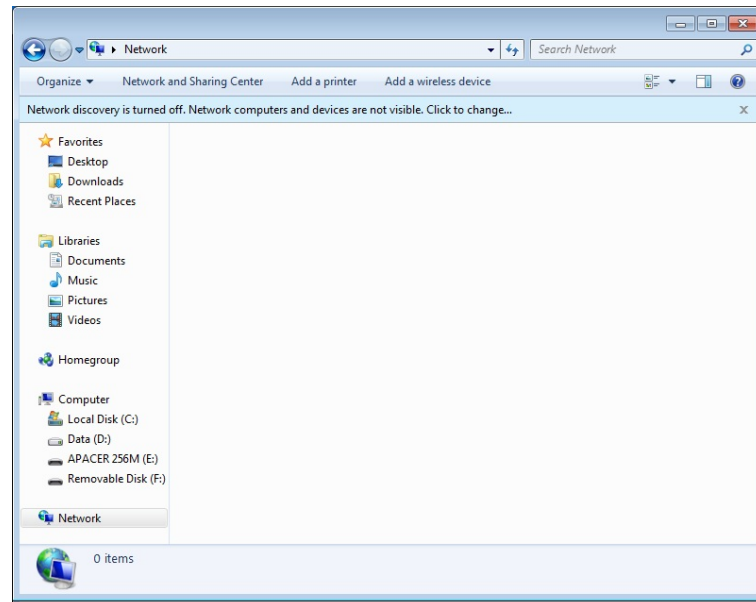 Network
Search Network
Organize Network and Sharing Center Add a printer Add a wireless device
Network discovery is turned off. Network computers and devices are not visible. Click to change...
Favorites
Desktop
Downloads
Recent Places
Libraries
Documents
Music
Pictures
Videos
Homegroup
Computer
Local Disk (C:)
Data (D:)
APACER 256M (E:)
Removable Disk (F:)
Network
0 items